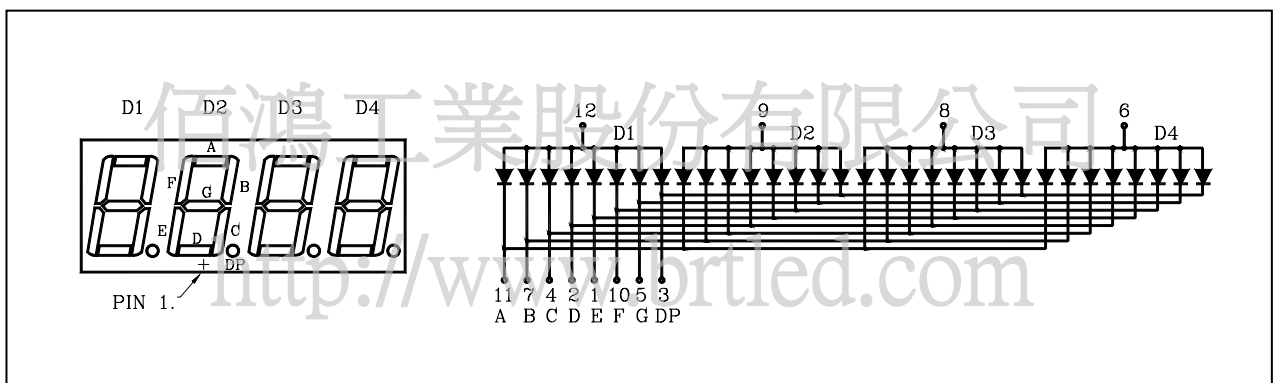 佰鴻工業股份有限公司
D1 D2 D3 D4
A
F B
G
E C
D
+ DP
PIN 1.
12 9 8 6
D1 D2 D3 D4
11 7 4 2 1 10 5 3
A B C D E F G DP
http://www.brtled.com